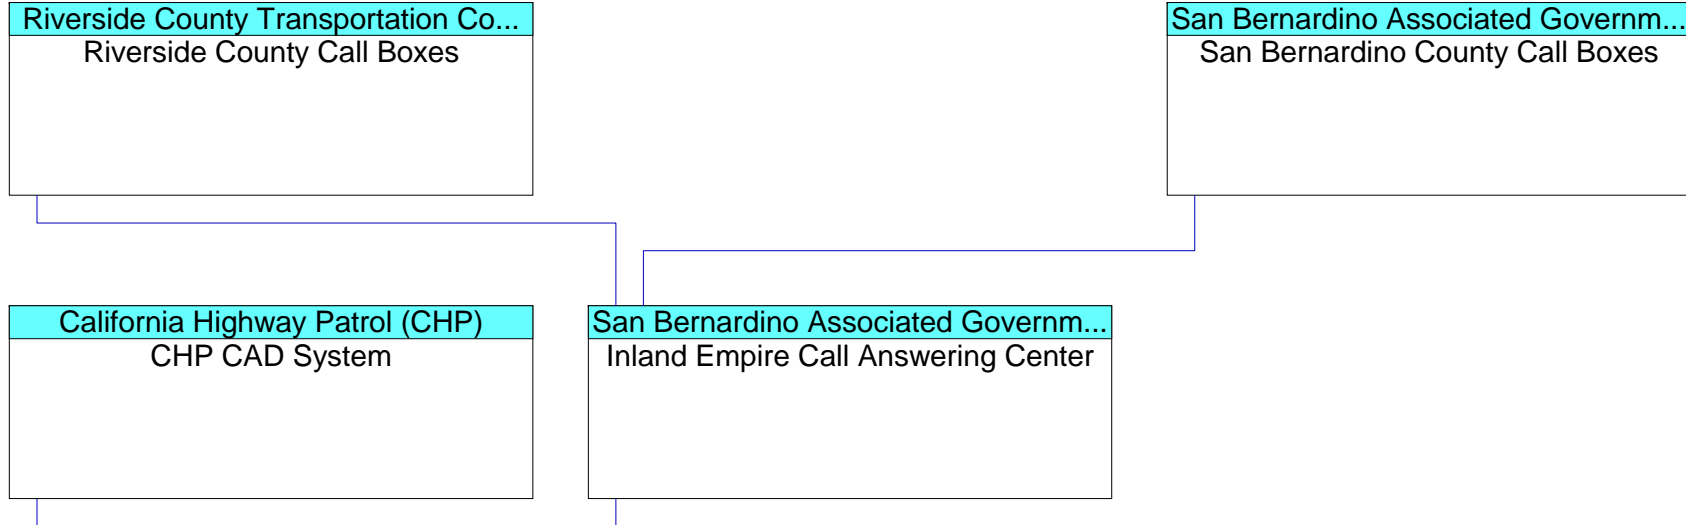 Riverside County Transportation Co...
Riverside County Call Boxes
San Bernardino Associated Governm...
San Bernardino County Call Boxes
California Highway Patrol (CHP)
CHP CAD System
San Bernardino Associated Governm...
Inland Empire Call Answering Center